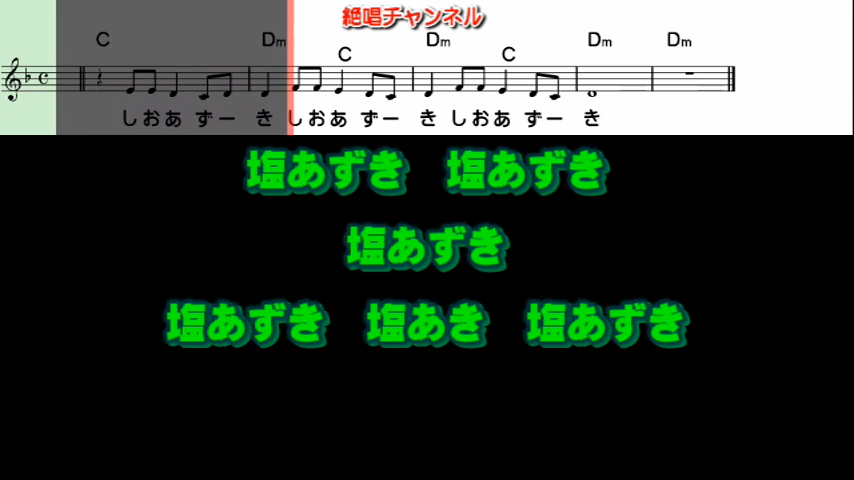 絶唱チャンネル
C Dm C Dm C Dm Dm
しおあ ずー き しおあ ずー き しおあ ずー き
塩あずき 塩あずき
塩あずき
塩あずき 塩あき 塩あずき